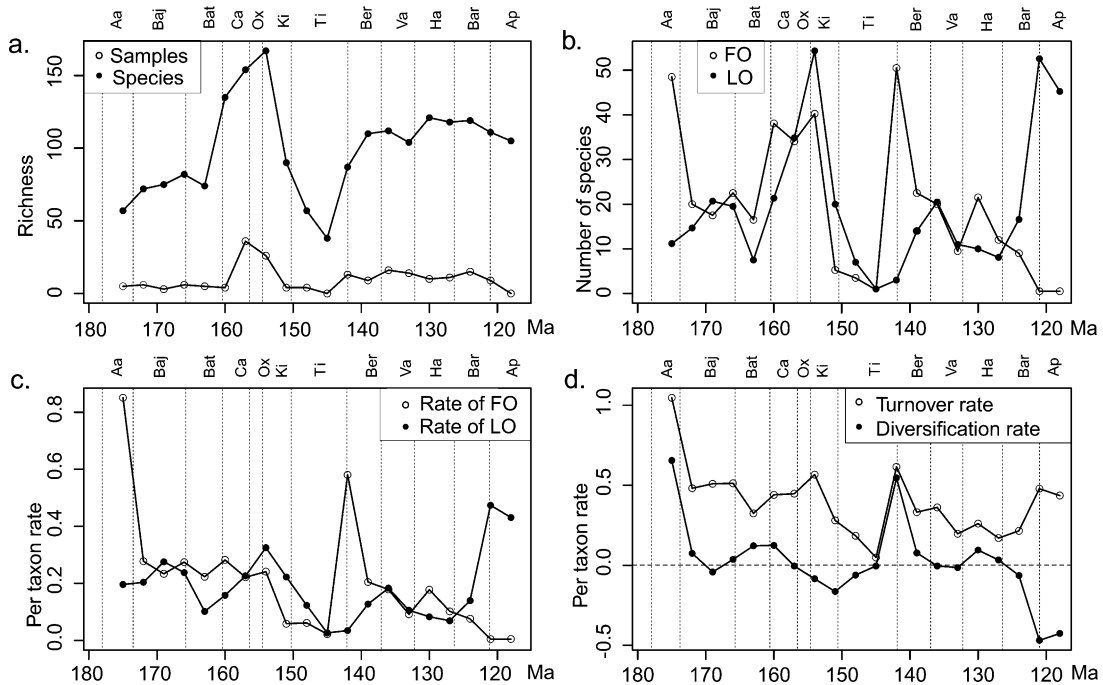 Aa Baj Bat Ca Ox Ki Ti Ber Va Ha Bar Ap
a.
Samples
Species
Richness
0 50 100 150
180 170 160 150 140 130 120 Ma
Aa Baj Bat Ca Ox Ki Ti Ber Va Ha Bar Ap
b.
FO
LO
Number of species
0 10 20 30 40 50
180 170 160 150 140 130 120 Ma
Aa Baj Bat Ca Ox Ki Ti Ber Va Ha Bar Ap
c.
Rate of FO
Rate of LO
Per taxon rate
0.0 0.2 0.4 0.6 0.8
180 170 160 150 140 130 120 Ma
Aa Baj Bat Ca Ox Ki Ti Ber Va Ha Bar Ap
d.
Turnover rate
Diversification rate
Per taxon rate
-0.5 0.0 0.5 1.0
180 170 160 150 140 130 120 Ma